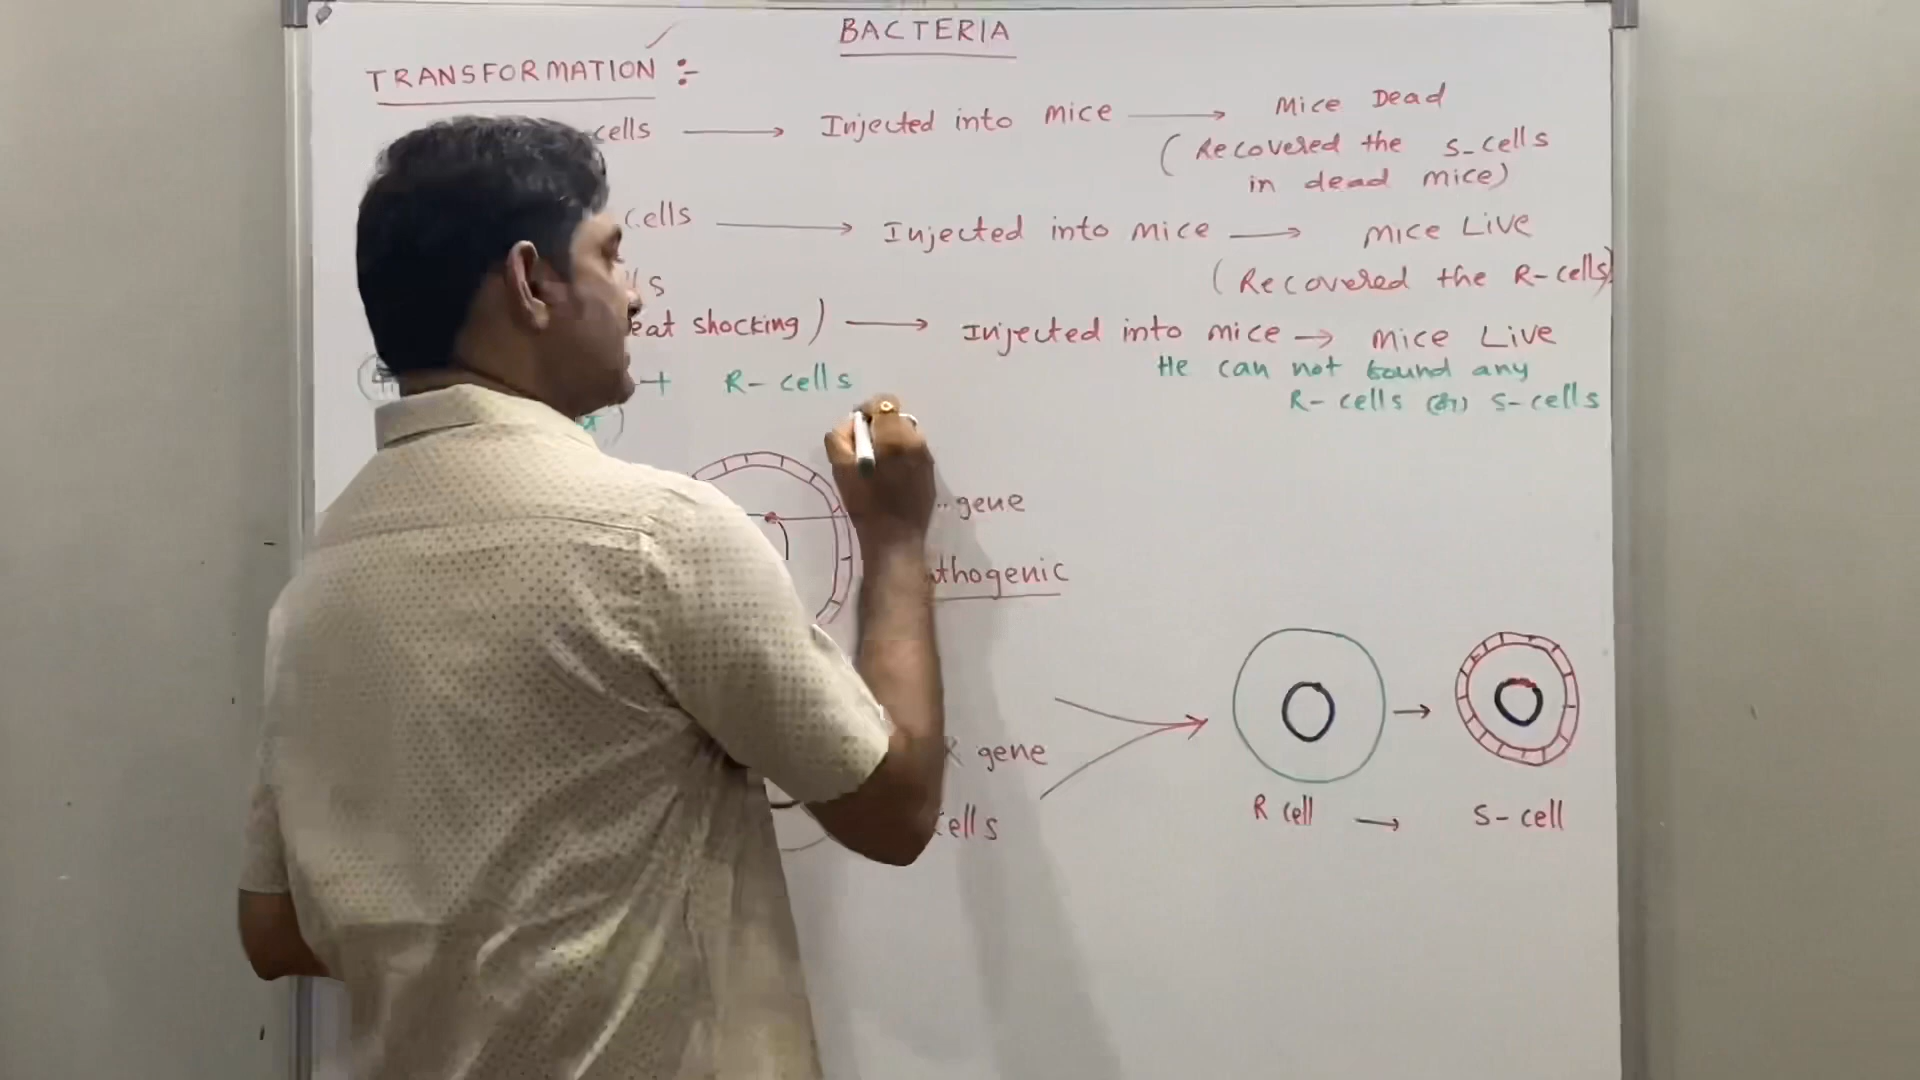 BACTERIA
TRANSFORMATION :-
cells → Injected into mice → Mice Dead
(Recovered the S-cells
in dead mice)
cells → Injected into mice → Mice Live
(Recovered the R-cells)
eat shocking) → Injected into mice → Mice Live
+ R-cells
He can not bound any
R-cells (or) S-cells
gene
thogenic
R gene
cells
R cell → S-cell